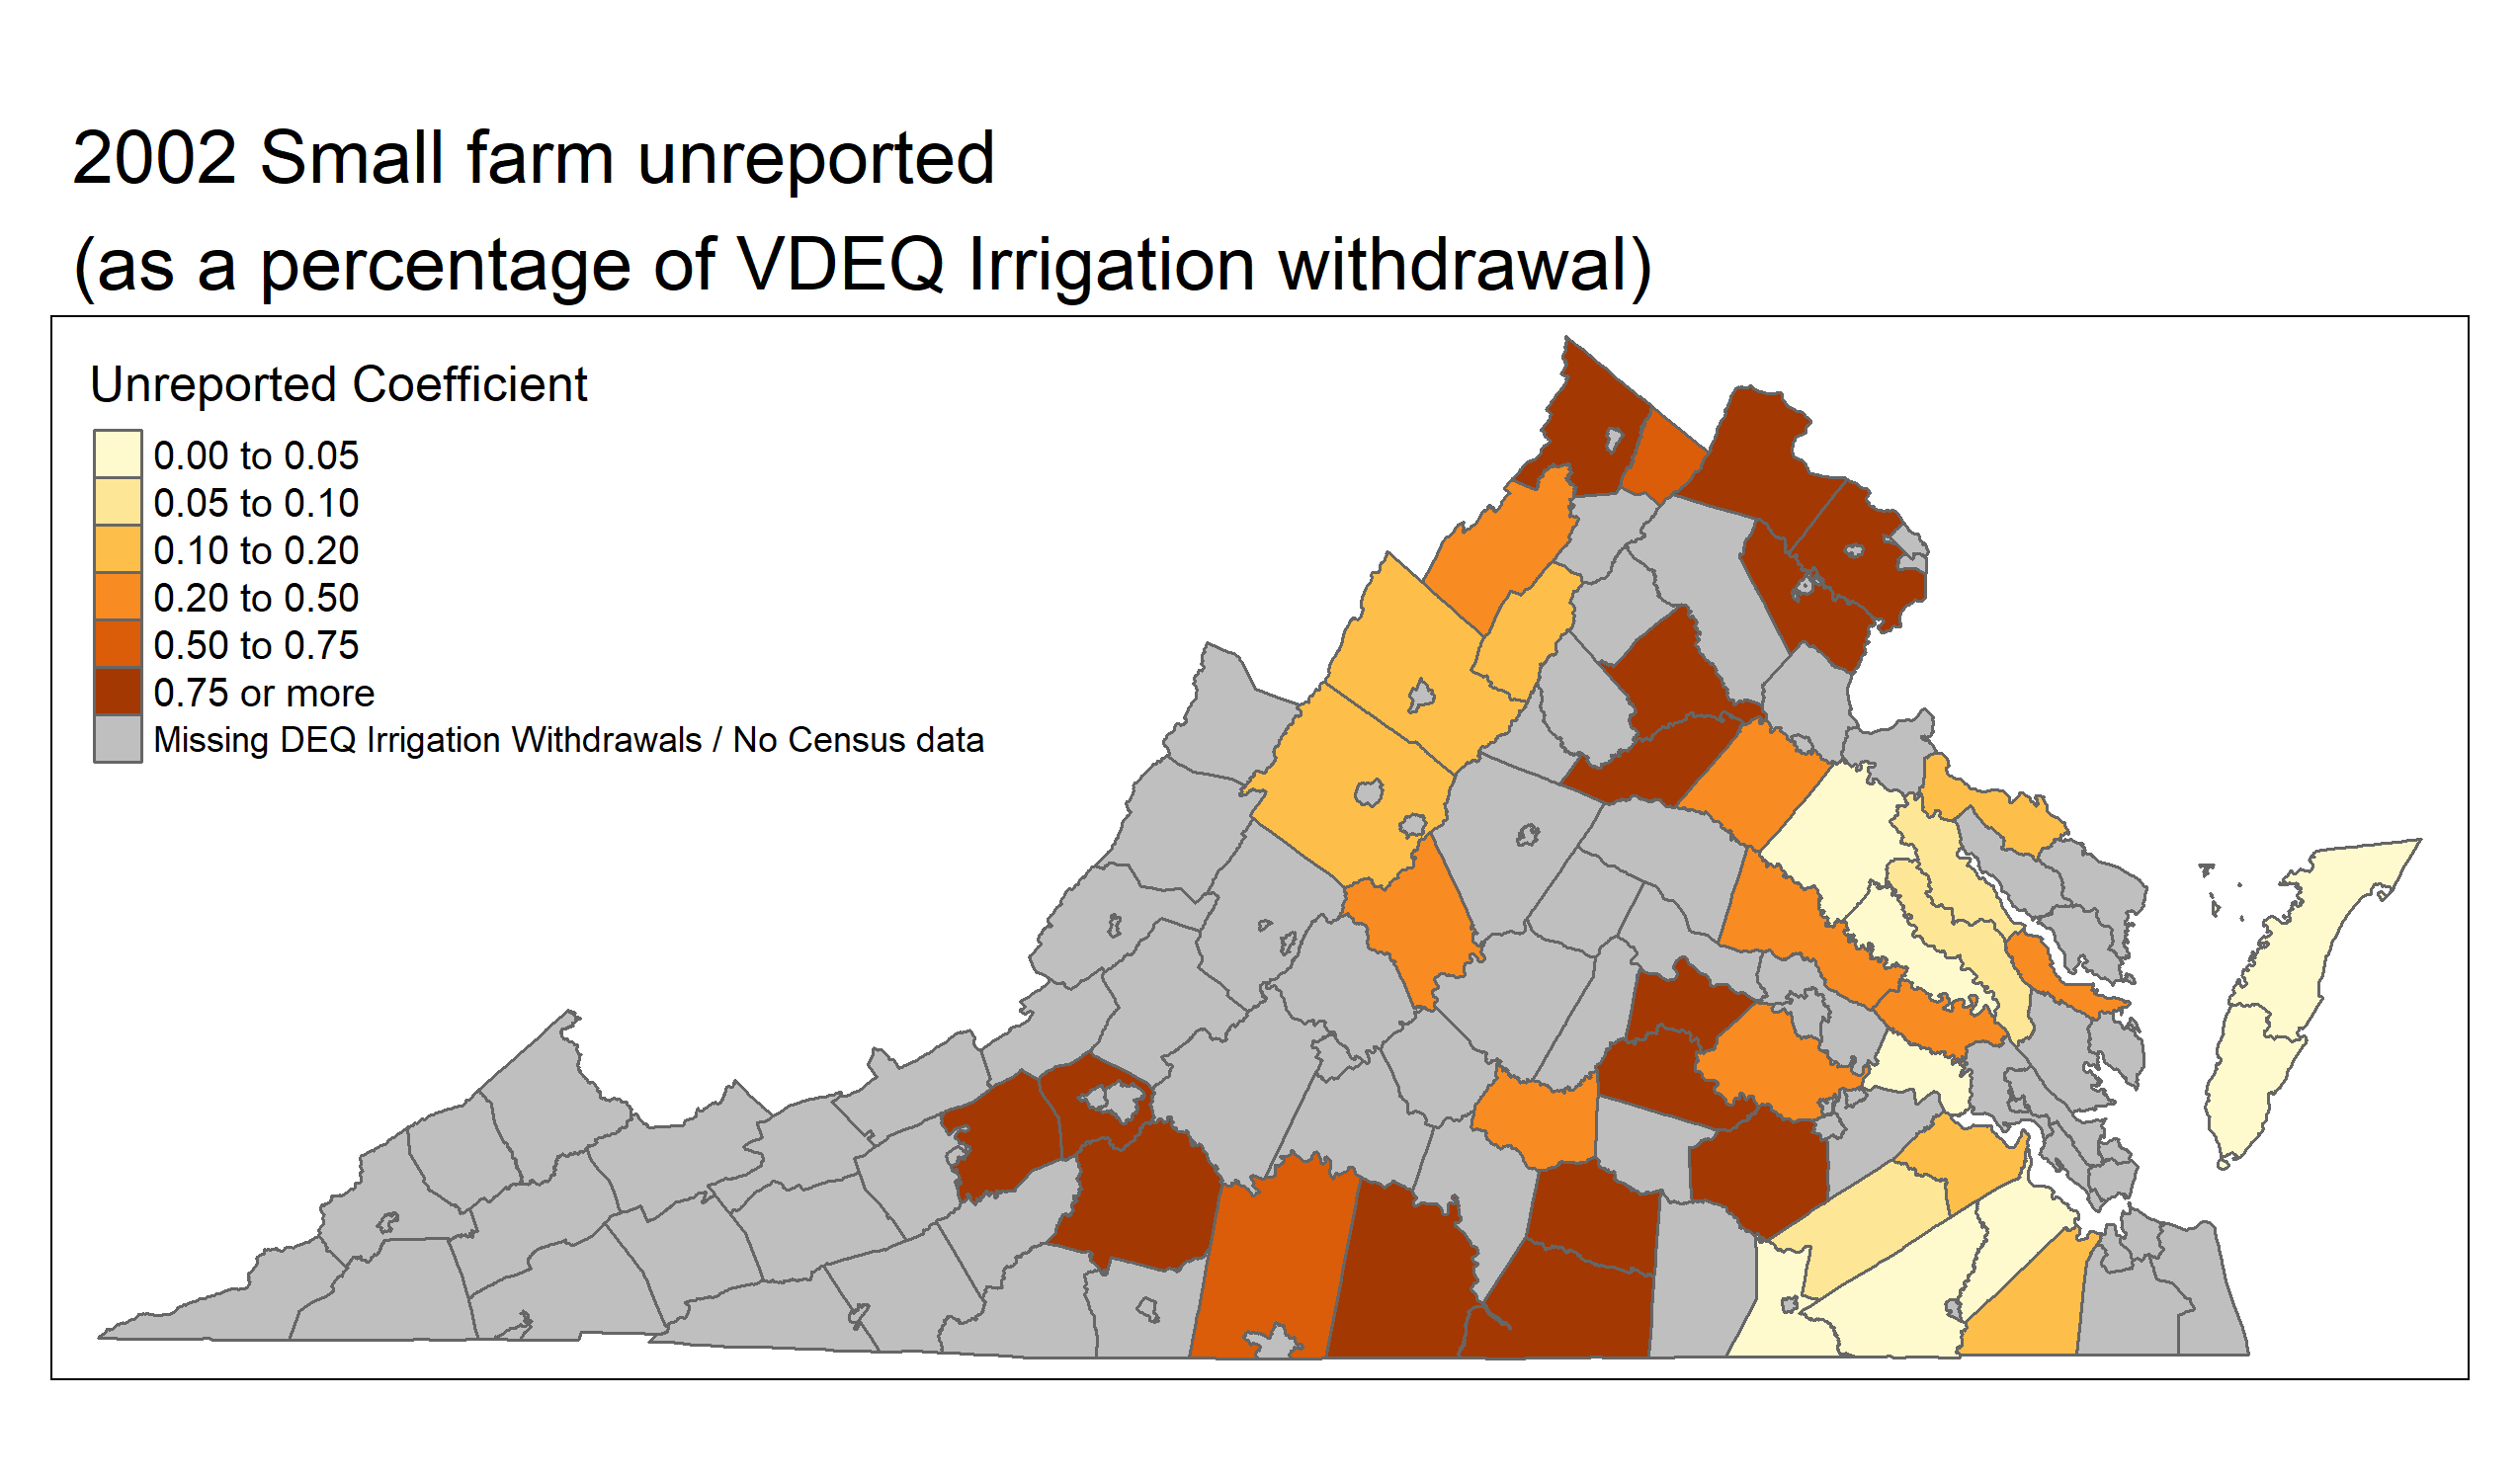 2002 Small farm unreported
(as a percentage of VDEQ Irrigation withdrawal)
Unreported Coefficient
0.00 to 0.05
0.05 to 0.10
0.10 to 0.20
0.20 to 0.50
0.50 to 0.75
0.75 or more
Missing DEQ Irrigation Withdrawals / No Census data